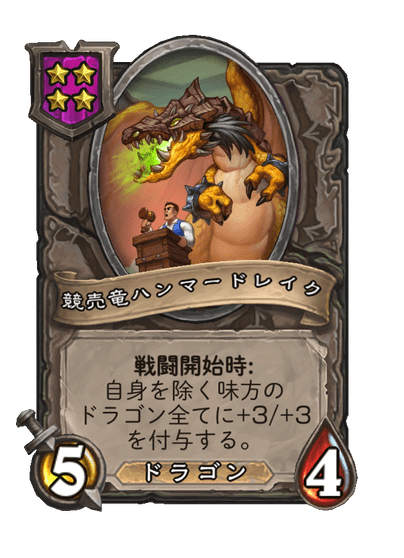 競売竜ハンマードレイク
戦闘開始時:
自身を除く味方の
ドラゴン全てに+3/+3
を付与する。
5
ドラゴン
4